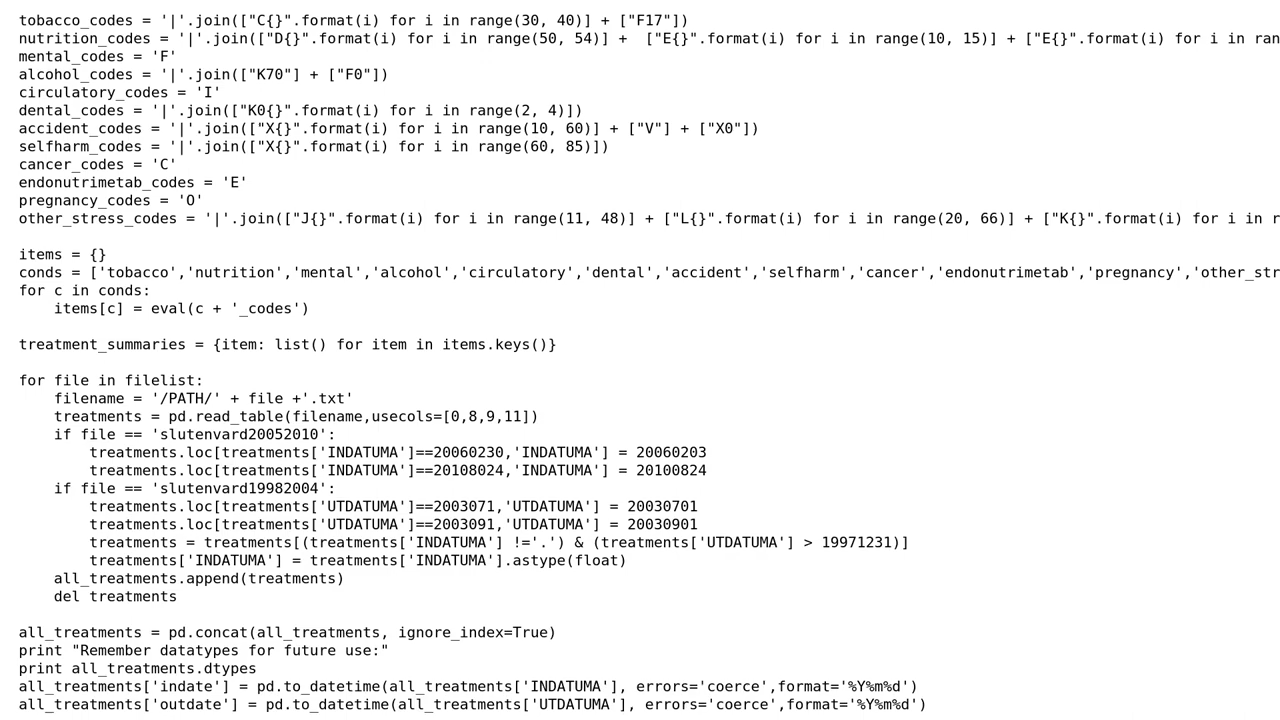 tobacco_codes = '|'.join(["C{}".format(i) for i in range(30, 40)] + ["F17"])
nutrition_codes = '|'.join(["D{}".format(i) for i in range(50, 54)] +  ["E{}".format(i) for i in range(10, 15)] + ["E{}".format(i) for i in ran
mental_codes = 'F'
alcohol_codes = '|'.join(["K70"] + ["F0"])
circulatory_codes = 'I'
dental_codes = '|'.join(["K0{}".format(i) for i in range(2, 4)])
accident_codes = '|'.join(["X{}".format(i) for i in range(10, 60)] + ["V"] + ["X0"])
selfharm_codes = '|'.join(["X{}".format(i) for i in range(60, 85)])
cancer_codes = 'C'
endonutrimetab_codes = 'E'
pregnancy_codes = 'O'
other_stress_codes = '|'.join(["J{}".format(i) for i in range(11, 48)] + ["L{}".format(i) for i in range(20, 66)] + ["K{}".format(i) for i in r

items = {}
conds = ['tobacco','nutrition','mental','alcohol','circulatory','dental','accident','selfharm','cancer','endonutrimetab','pregnancy','other_str
for c in conds:
    items[c] = eval(c + '_codes')

treatment_summaries = {item: list() for item in items.keys()}

for file in filelist:
    filename = '/PATH/' + file +'.txt'
    treatments = pd.read_table(filename,usecols=[0,8,9,11])
    if file == 'slutenvard20052010':
        treatments.loc[treatments['INDATUMA']==20060230,'INDATUMA'] = 20060203
        treatments.loc[treatments['INDATUMA']==20108024,'INDATUMA'] = 20100824
    if file == 'slutenvard19982004':
        treatments.loc[treatments['UTDATUMA']==2003071,'UTDATUMA'] = 20030701
        treatments.loc[treatments['UTDATUMA']==2003091,'UTDATUMA'] = 20030901
        treatments = treatments[(treatments['INDATUMA'] !='.') & (treatments['UTDATUMA'] > 19971231)]
        treatments['INDATUMA'] = treatments['INDATUMA'].astype(float)
    all_treatments.append(treatments)
    del treatments

all_treatments = pd.concat(all_treatments, ignore_index=True)
print "Remember datatypes for future use:"
print all_treatments.dtypes
all_treatments['indate'] = pd.to_datetime(all_treatments['INDATUMA'], errors='coerce',format='%Y%m%d')
all_treatments['outdate'] = pd.to_datetime(all_treatments['UTDATUMA'], errors='coerce',format='%Y%m%d')